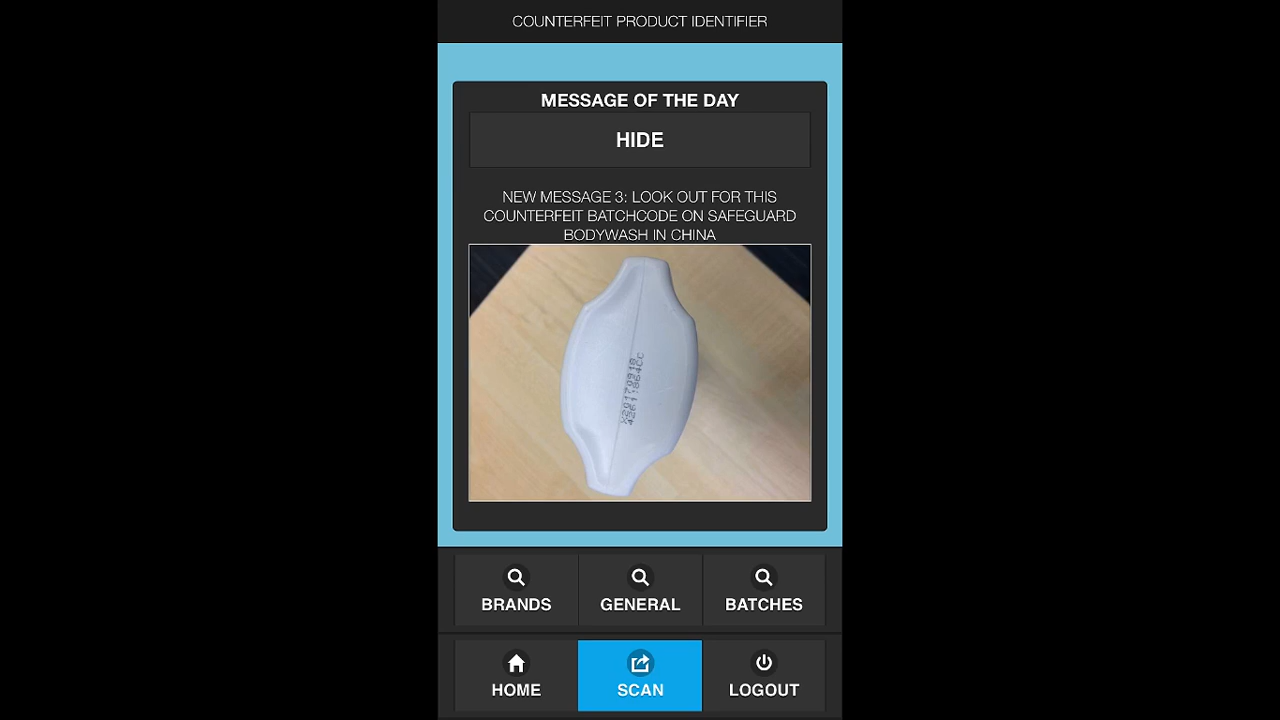 COUNTERFEIT PRODUCT IDENTIFIER
MESSAGE OF THE DAY
HIDE
NEW MESSAGE 3: LOOK OUT FOR THIS
COUNTERFEIT BATCHCODE ON SAFEGUARD
BODYWASH IN CHINA
BRANDS
GENERAL
BATCHES
HOME
SCAN
LOGOUT